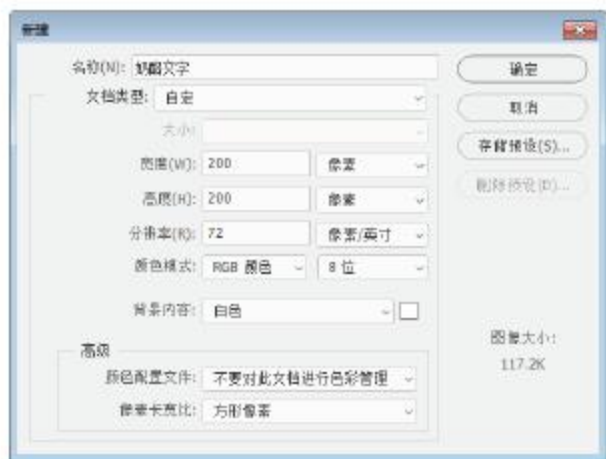 新建
名称(N): 奶酪文字
确定
文档类型: 自定
取消
大小:
存储预设(S)...
宽度(W): 200 像素
删除预设(D)...
高度(H): 200 像素
分辨率(R): 72 像素/英寸
颜色模式: RGB 颜色 8 位
背景内容: 白色
图像大小:
117.2K
高级
颜色配置文件: 不要对此文档进行色彩管理
像素长宽比: 方形像素